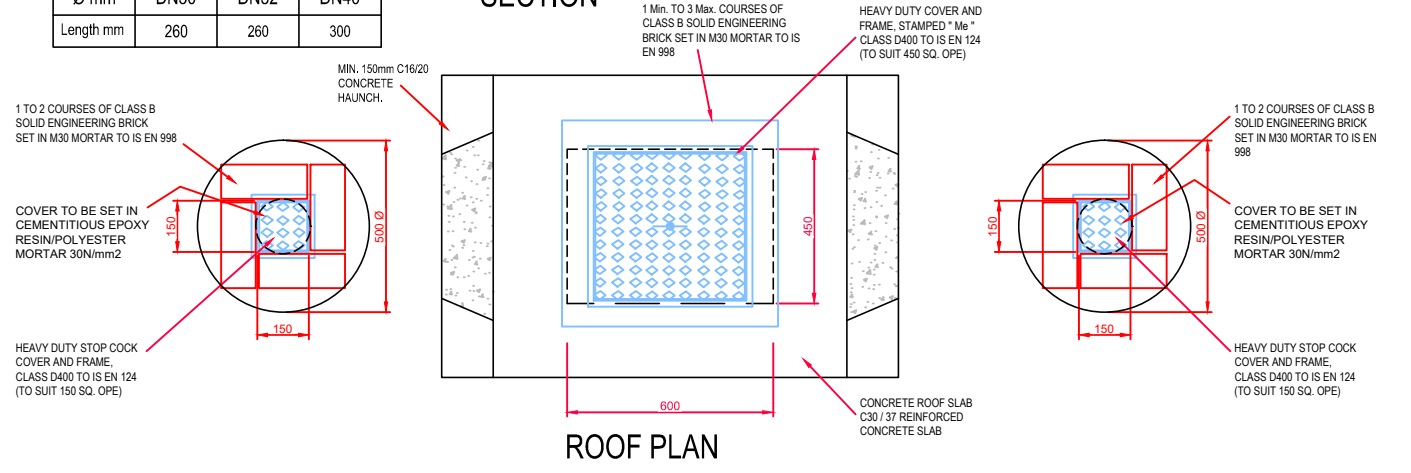 SECTION
Ø mm DN50 DN32 DN40
Length mm 260 260 300
1 Min. TO 3 Max. COURSES OF
CLASS B SOLID ENGINEERING
BRICK SET IN M30 MORTAR TO IS
EN 998
HEAVY DUTY COVER AND
FRAME, STAMPED " Me "
CLASS D400 TO IS EN 124
(TO SUIT 450 SQ. OPE)
MIN. 150mm C16/20
CONCRETE
HAUNCH.
1 TO 2 COURSES OF CLASS B
SOLID ENGINEERING BRICK
SET IN M30 MORTAR TO IS EN 998
COVER TO BE SET IN
CEMENTITIOUS EPOXY
RESIN/POLYESTER
MORTAR 30N/mm2
150
500 Ø
150
HEAVY DUTY STOP COCK
COVER AND FRAME,
CLASS D400 TO IS EN 124
(TO SUIT 150 SQ. OPE)
450
600
CONCRETE ROOF SLAB
C30 / 37 REINFORCED
CONCRETE SLAB
ROOF PLAN
1 TO 2 COURSES OF CLASS B
SOLID ENGINEERING BRICK
SET IN M30 MORTAR TO IS EN
998
150
500 Ø
150
COVER TO BE SET IN
CEMENTITIOUS EPOXY
RESIN/POLYESTER
MORTAR 30N/mm2
HEAVY DUTY STOP COCK
COVER AND FRAME,
CLASS D400 TO IS EN 124
(TO SUIT 150 SQ. OPE)